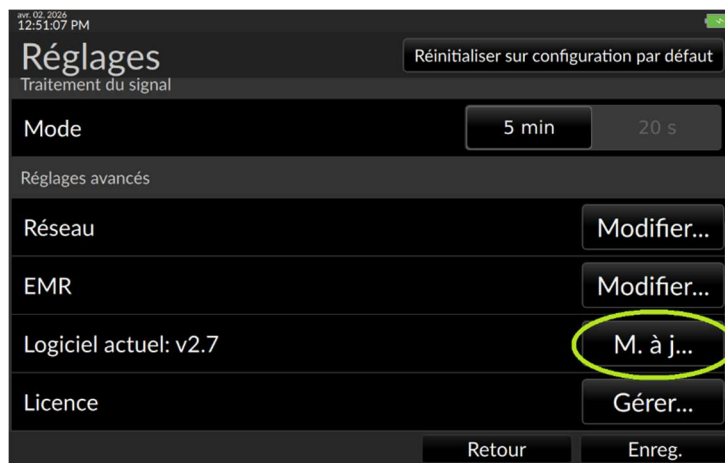 avr. 02, 2026
12:51:07 PM
Réglages
Réinitialiser sur configuration par défaut
Traitement du signal
Mode
5 min
20 s
Réglages avancés
Réseau
Modifier...
EMR
Modifier...
Logiciel actuel: v2.7
M. à j...
Licence
Gérer...
Retour
Enreg.